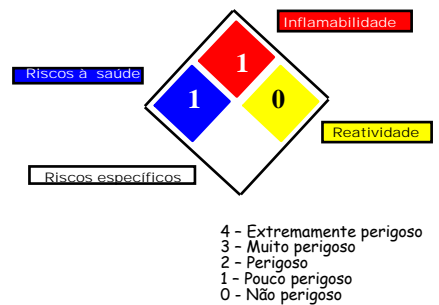 Inflamabilidade
1
Riscos à saúde
1
0
Reatividade
Riscos específicos
4 - Extremamente perigoso
3 - Muito perigoso
2 - Perigoso
1 - Pouco perigoso
0 - Não perigoso